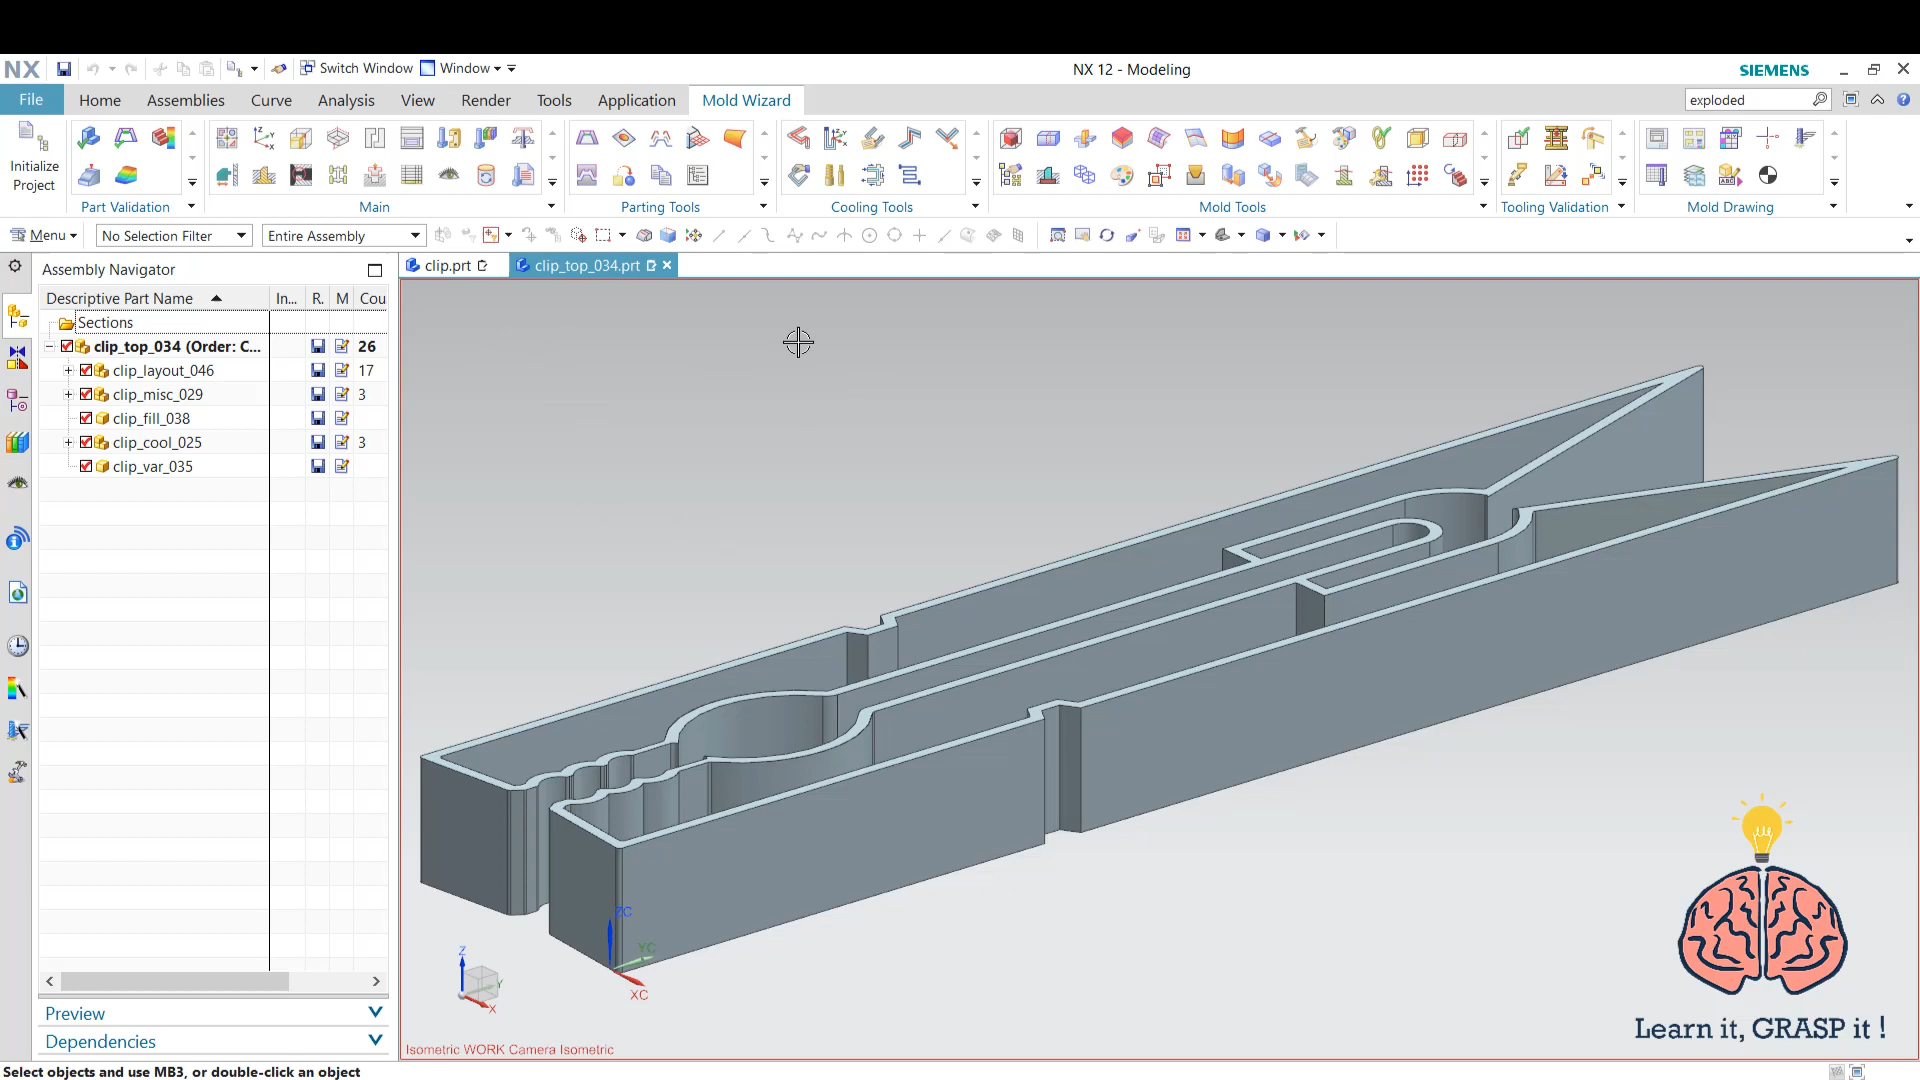 NX Switch Window Window NX 12 - Modeling SIEMENS
File Home Assemblies Curve Analysis View Render Tools Application Mold Wizard exploded
Initialize Project
Part Validation Main Parting Tools Cooling Tools Mold Tools Tooling Validation Mold Drawing
Menu No Selection Filter Entire Assembly
Assembly Navigator clip.prt clip_top_034.prt
Descriptive Part Name In... R. M Cou
Sections
clip_top_034 (Order: C... 26
clip_layout_046 17
clip_misc_029 3
clip_fill_038
clip_cool_025 3
clip_var_035
ZC
YC
XC
Z
Y
X
Learn it, GRASP it !
Preview
Dependencies
Isometric WORK Camera Isometric
Select objects and use MB3, or double-click an object